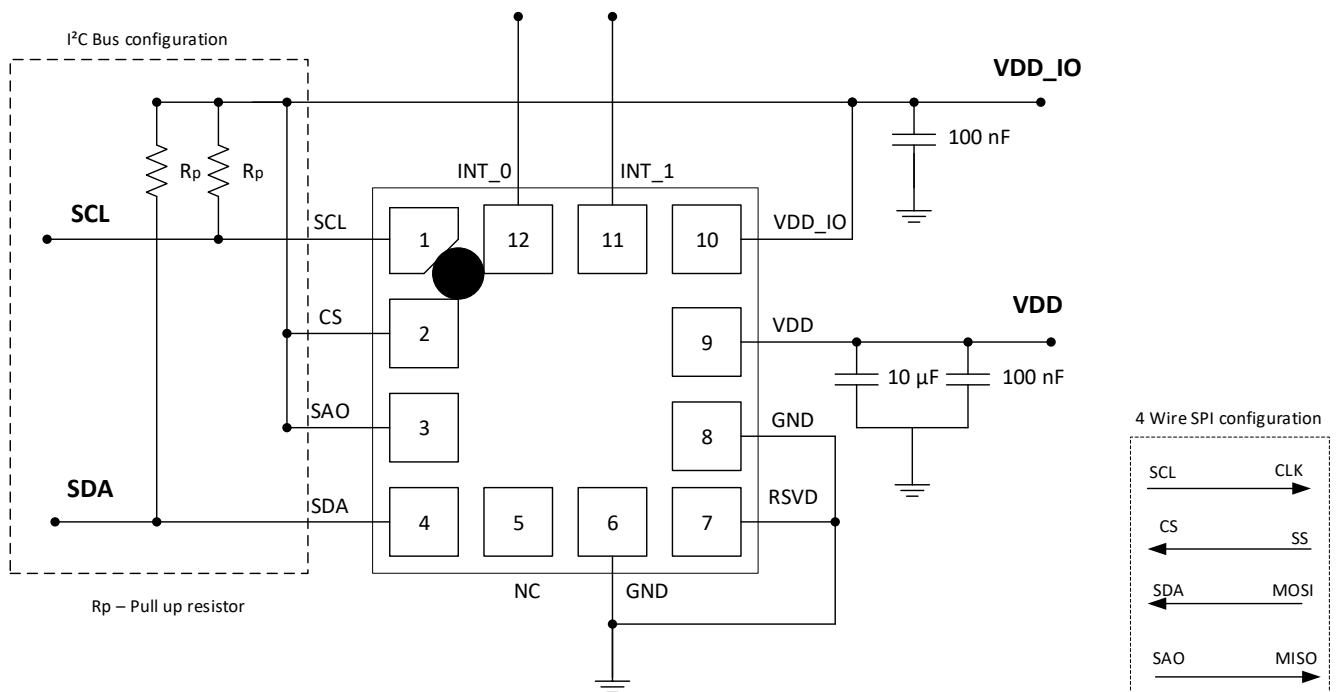 I²C Bus configuration
VDD_IO
100 nF
Rp
Rp
INT_0
INT_1
SCL
SCL
1
12
11
10
VDD_IO
CS
2
9
VDD
VDD
10 µF
100 nF
SAO
3
8
GND
SDA
SDA
4
5
6
7
RSVD
NC
GND
Rp – Pull up resistor
4 Wire SPI configuration
SCL CLK
CS SS
SDA MOSI
SAO MISO